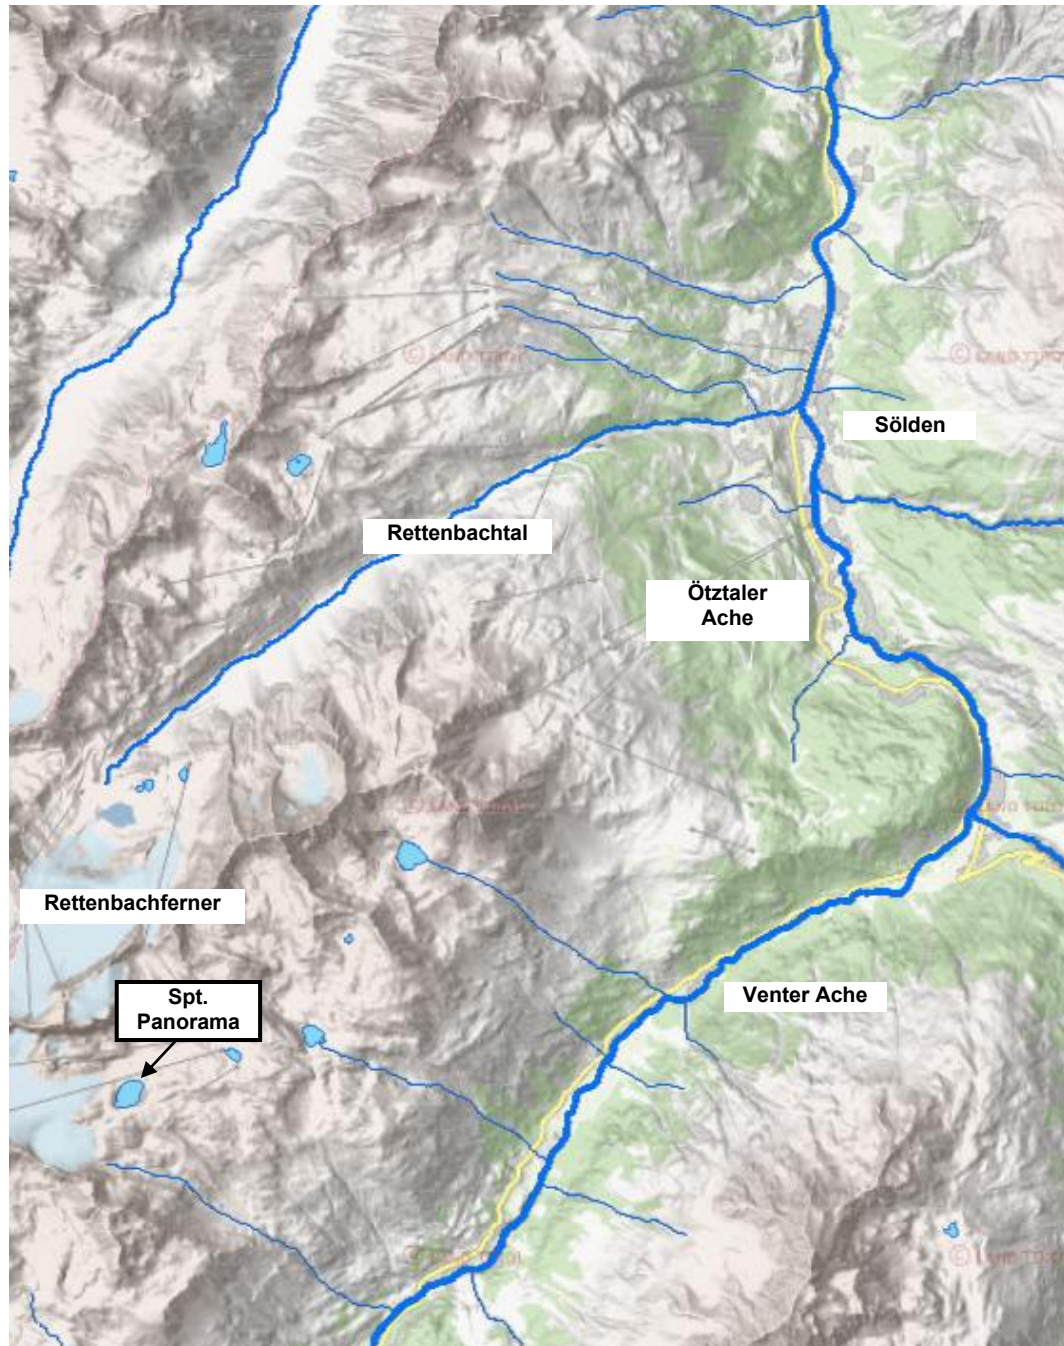 Sölden
Rettenbachtal
Ötztaler
Ache
Rettenbachferner
Spt.
Panorama
Venter Ache